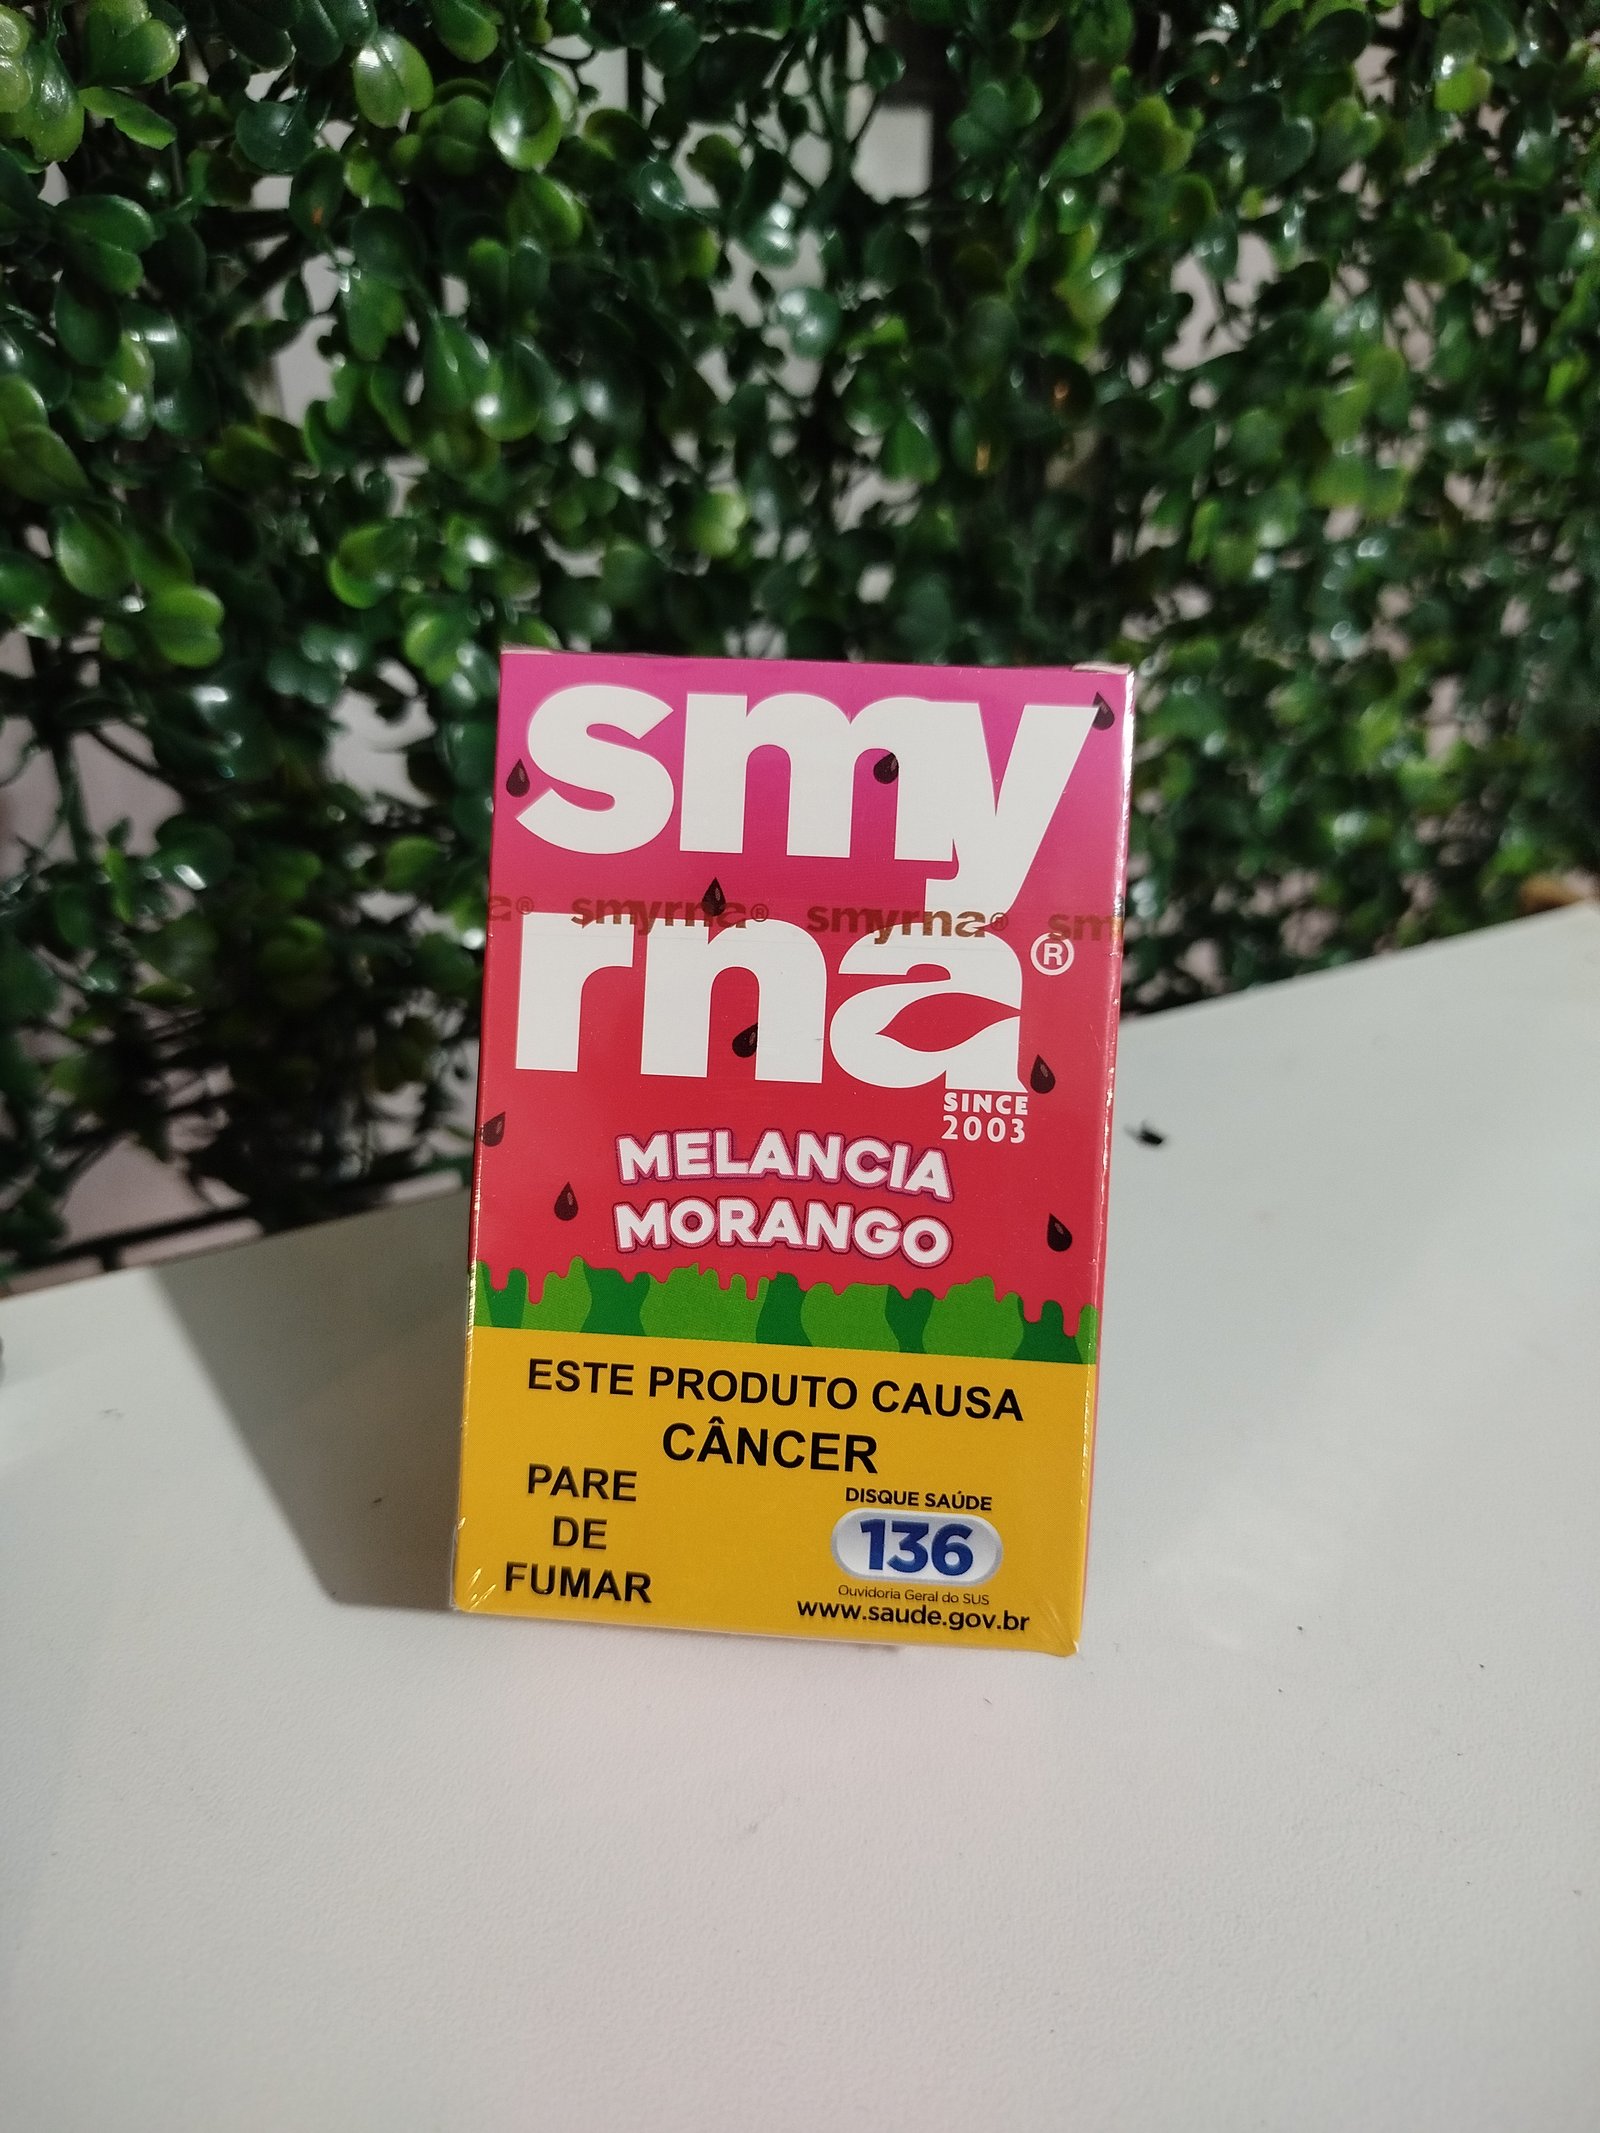 smy
a® smyrna® smyrna® sm
rna®
SINCE
2003
MELANCIA
MORANGO
ESTE PRODUTO CAUSA
CÂNCER
PARE
DE
FUMAR
DISQUE SAÚDE
136
Ouvidoria Geral do SUS
www.saude.gov.br